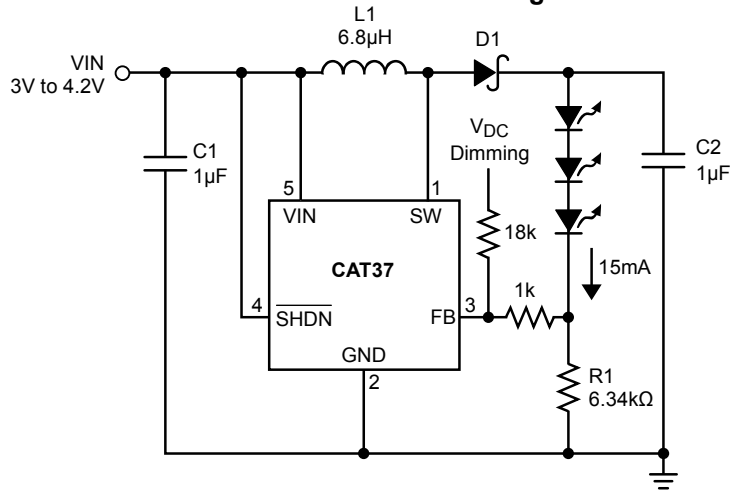 L1
6.8µH
D1
VIN
3V to 4.2V
VDC
Dimming
C1
1µF
C2
1µF
5
1
VIN
SW
18k
CAT37
15mA
4
SHDN
FB
3
1k
GND
2
R1
6.34kΩ